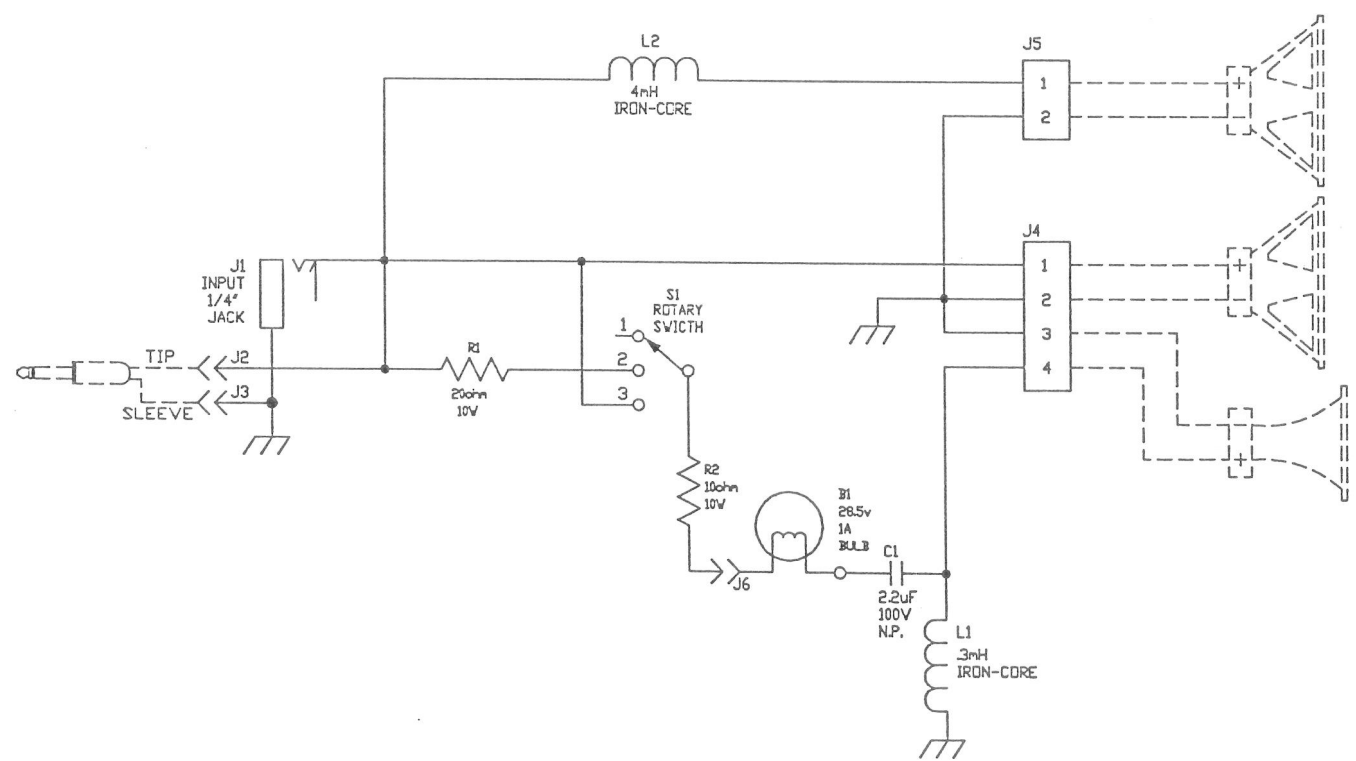 L2
4mH
IRON-CORE
J5
1
2
+
J4
1
2
3
4
+
+
J1
INPUT
1/4"
JACK
S1
ROTARY
SWICTH
1
2
3
TIP
J2
SLEEVE
J3
R1
20ohm
10W
R2
10ohm
10W
J6
B1
28.5v
1A
BULB
C1
2.2uF
100V
N.P.
L1
.3mH
IRON-CORE